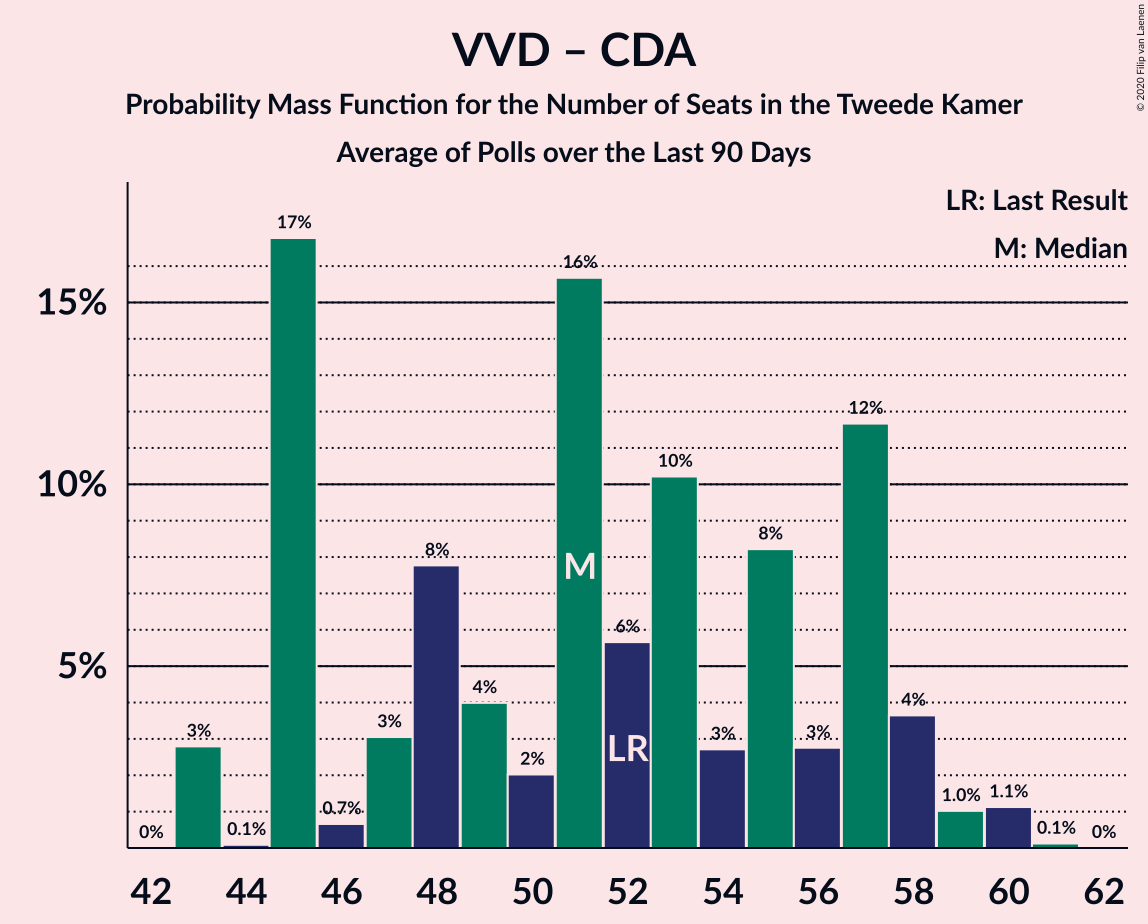 VVD – CDA
Probability Mass Function for the Number of Seats in the Tweede Kamer
Average of Polls over the Last 90 Days
© 2020 Filip van Laenen
LR: Last Result
M: Median
17%
16%
15%
12%
10%
10%
8%
8%
M
6%
5%
4%
4%
3%
3%
LR
3%
3%
2%
0.7%
1.0%
1.1%
0%
0.1%
0.1%
0%
42 44 46 48 50 52 54 56 58 60 62